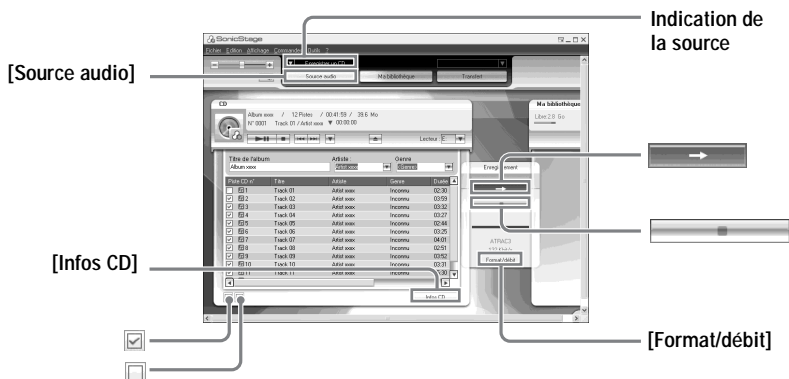 Indication de
la source
[Source audio]
SonicStage
Fichier Edition Affichage Commandes Outils ?
Enregistrer un CD
Source audio
Ma bibliothèque
Transfert
CD
Album xxxx / 12 Pistes / 00:41:59 / 39.6 Mo
N° 0001 Track 01 / Artist xxxx ▼ 00:00:00
Lecteur : E
Ma bibliothèque
Libre:2.8 Go
Titre de l'album
Artiste :
Genre
Album xxxx
Artist xxxx
Enregistrement
Piste CD n° Titre Artiste Genre Durée
1 Track 01 Artist xxxx Inconnu 02:30
2 Track 02 Artist xxxx Inconnu 03:59
3 Track 03 Artist xxxx Inconnu 03:32
4 Track 04 Artist xxxx Inconnu 03:27
5 Track 05 Artist xxxx Inconnu 02:44
6 Track 06 Artist xxxx Inconnu 03:25
7 Track 07 Artist xxxx Inconnu 04:01
8 Track 08 Artist xxxx Inconnu 02:51
9 Track 09 Artist xxxx Inconnu 03:52
10 Track 10 Artist xxxx Inconnu 03:31
11 Track 11 Artist xxxx Inconnu
ATRAC3
Format/débit
Infos CD
[Infos CD]
[Format/débit]